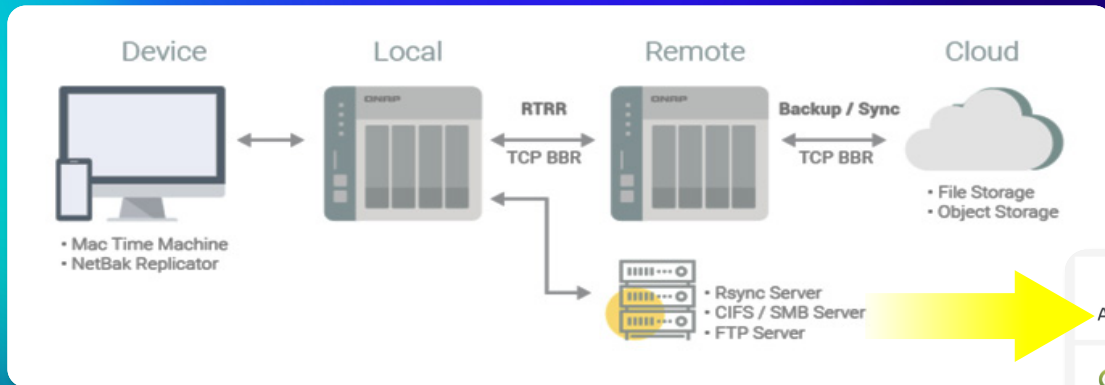 Device
Local
Remote
Cloud
QNAP
QNAP
RTRR
TCP BBR
Backup / Sync
TCP BBR
• Mac Time Machine
• NetBak Replicator
• File Storage
• Object Storage
• Rsync Server
• CIFS / SMB Server
• FTP Server